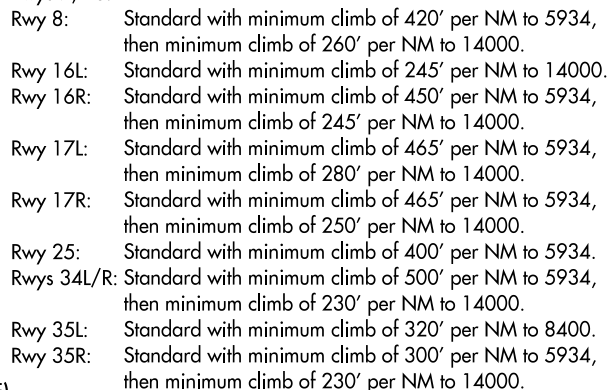 Rwy 8: Standard with minimum climb of 420' per NM to 5934,
then minimum climb of 260' per NM to 14000.
Rwy 16L: Standard with minimum climb of 245' per NM to 14000.
Rwy 16R: Standard with minimum climb of 450' per NM to 5934,
then minimum climb of 245' per NM to 14000.
Rwy 17L: Standard with minimum climb of 465' per NM to 5934,
then minimum climb of 280' per NM to 14000.
Rwy 17R: Standard with minimum climb of 465' per NM to 5934,
then minimum climb of 250' per NM to 14000.
Rwy 25: Standard with minimum climb of 400' per NM to 5934.
Rwys 34L/R: Standard with minimum climb of 500' per NM to 5934,
then minimum climb of 230' per NM to 14000.
Rwy 35L: Standard with minimum climb of 320' per NM to 8400.
Rwy 35R: Standard with minimum climb of 300' per NM to 5934,
then minimum climb of 230' per NM to 14000.